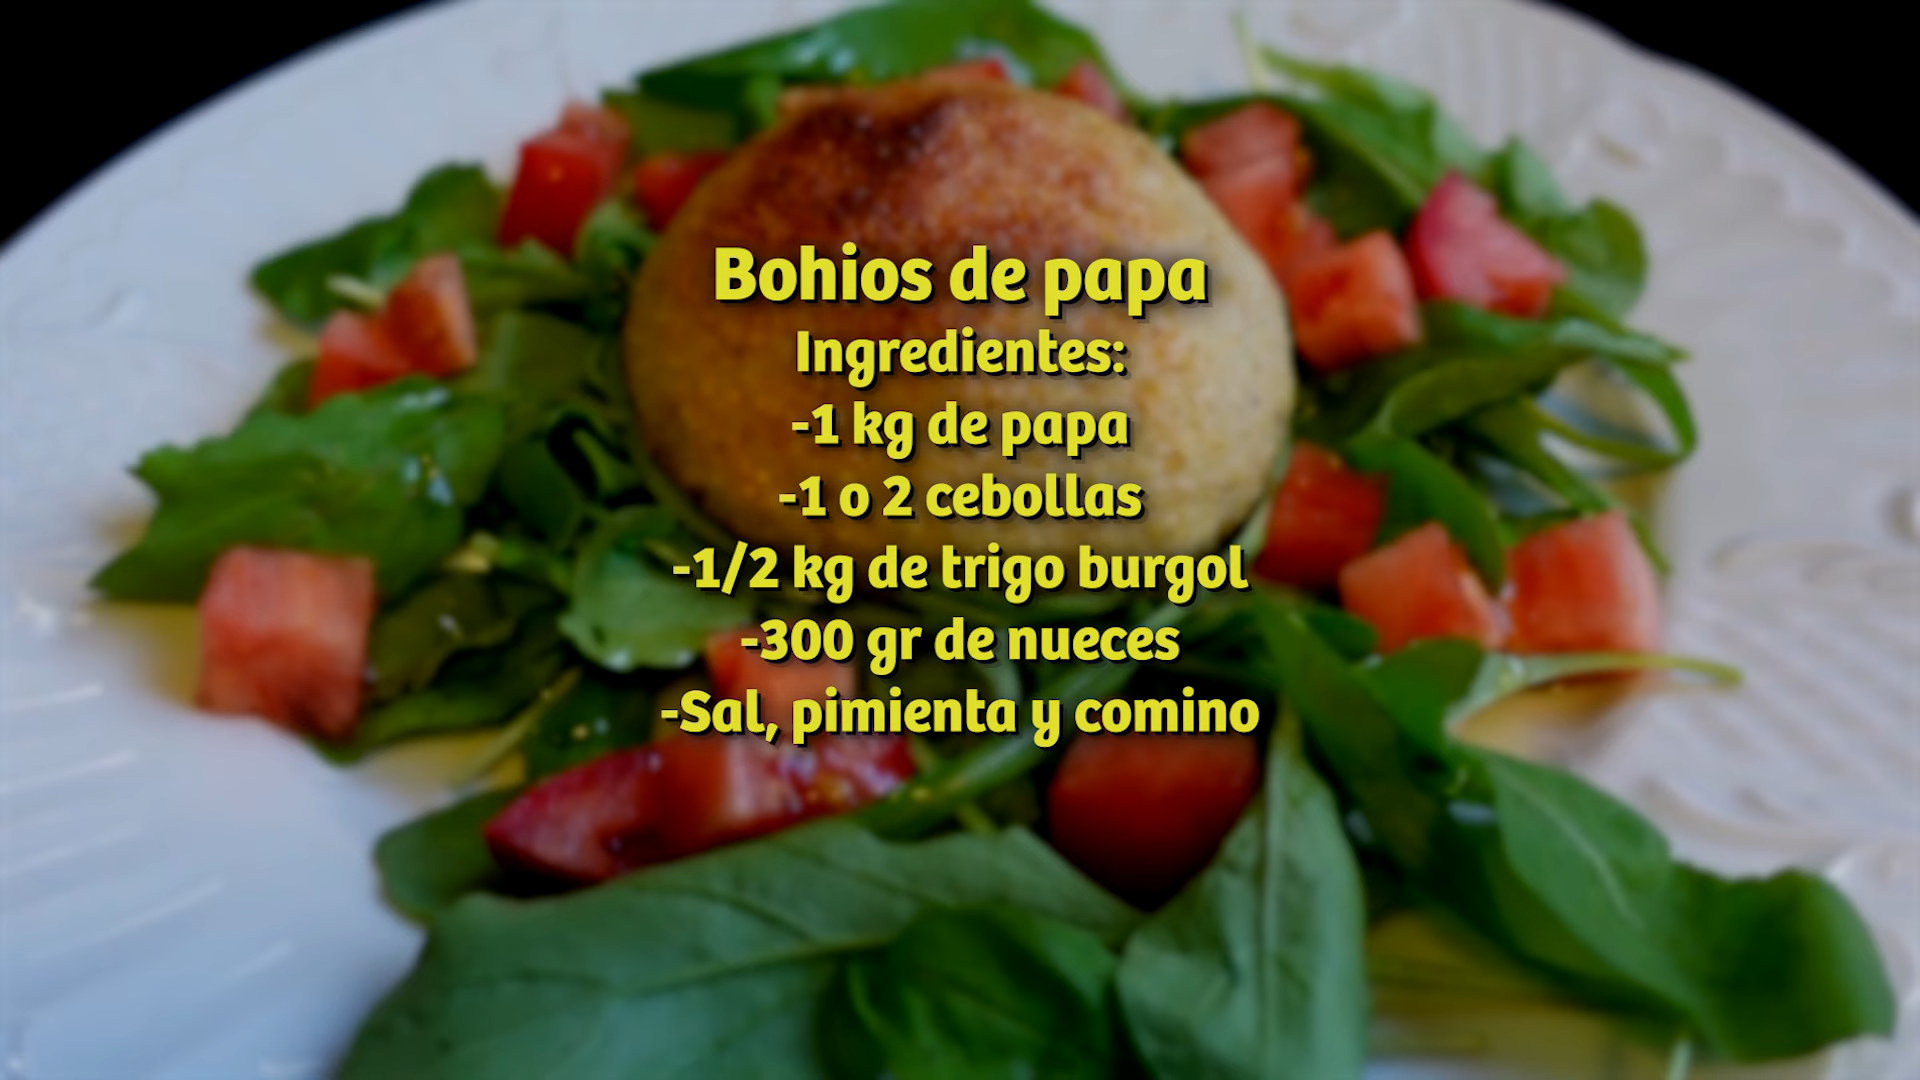 Bohios de papa
Ingredientes:
-1 kg de papa
-1 o 2 cebollas
-1/2 kg de trigo burgol
-300 gr de nueces
-Sal, pimienta y comino